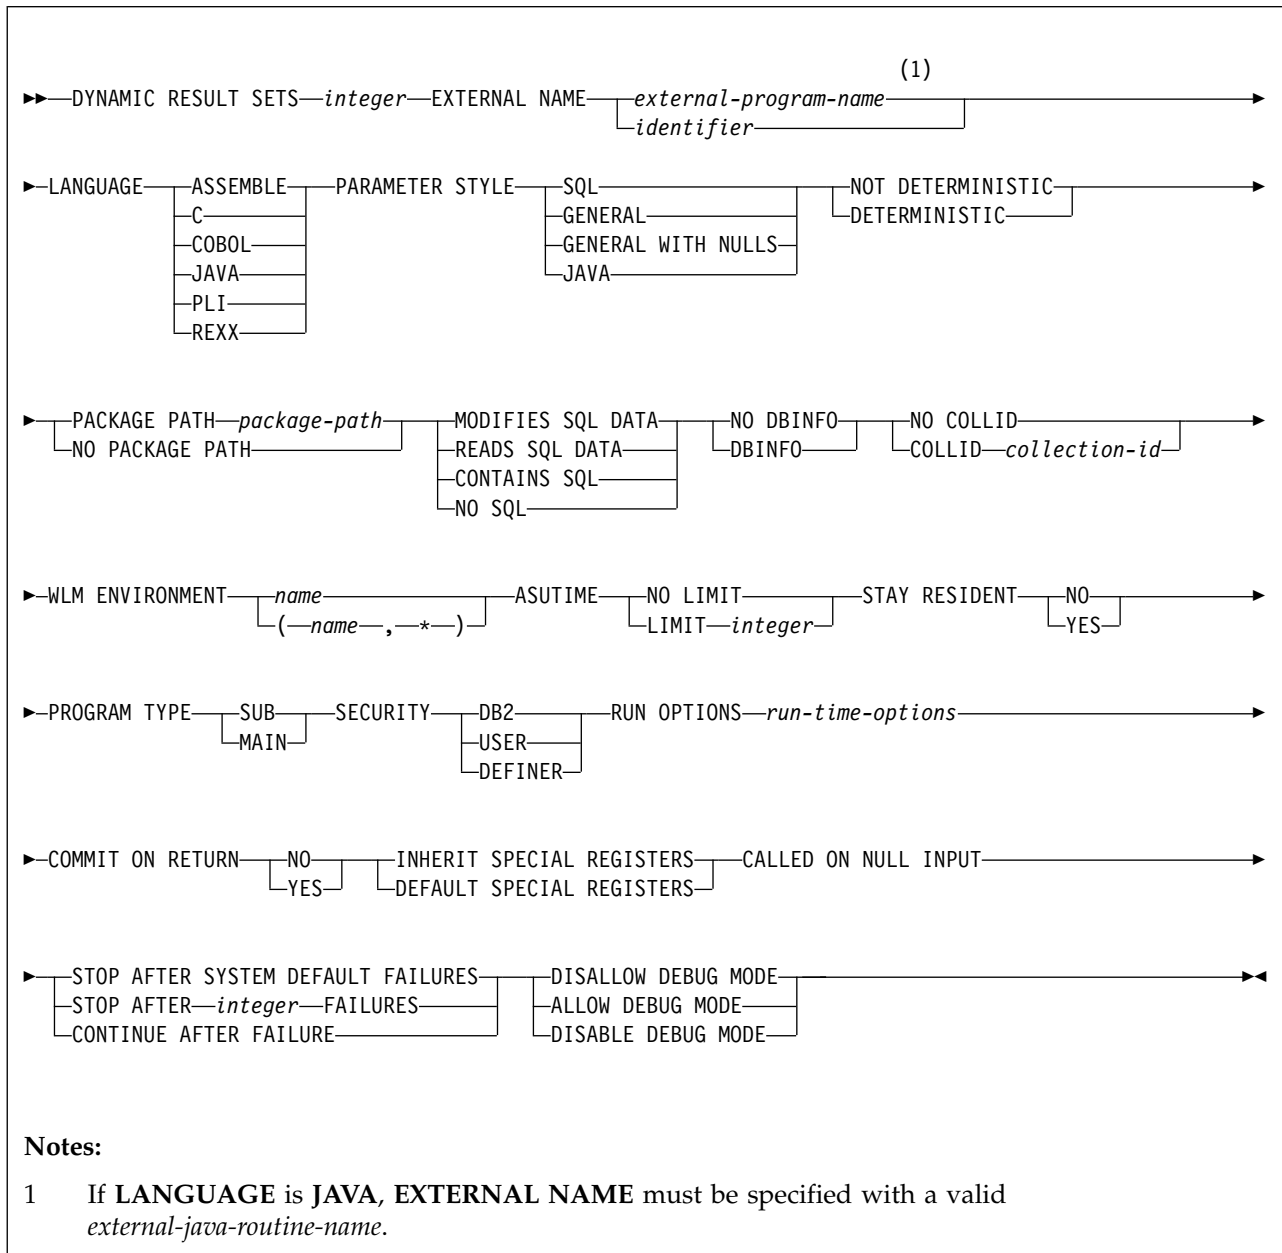 (1)
DYNAMIC RESULT SETS integer EXTERNAL NAME external-program-name
identifier
LANGUAGE ASSEMBLE PARAMETER STYLE SQL NOT DETERMINISTIC
C GENERAL DETERMINISTIC
COBOL GENERAL WITH NULLS
JAVA JAVA
PLI
REXX
PACKAGE PATH package-path MODIFIES SQL DATA NO DBINFO NO COLLID
NO PACKAGE PATH READS SQL DATA DBINFO COLLID collection-id
CONTAINS SQL
NO SQL
WLM ENVIRONMENT name ASUTIME NO LIMIT STAY RESIDENT NO
( name , * ) LIMIT integer YES
PROGRAM TYPE SUB SECURITY DB2 RUN OPTIONS run-time-options
MAIN USER
DEFINER
COMMIT ON RETURN NO INHERIT SPECIAL REGISTERS CALLED ON NULL INPUT
YES DEFAULT SPECIAL REGISTERS
STOP AFTER SYSTEM DEFAULT FAILURES DISALLOW DEBUG MODE
STOP AFTER integer FAILURES ALLOW DEBUG MODE
CONTINUE AFTER FAILURE DISABLE DEBUG MODE
Notes:
1 If LANGUAGE is JAVA, EXTERNAL NAME must be specified with a valid
external-java-routine-name.